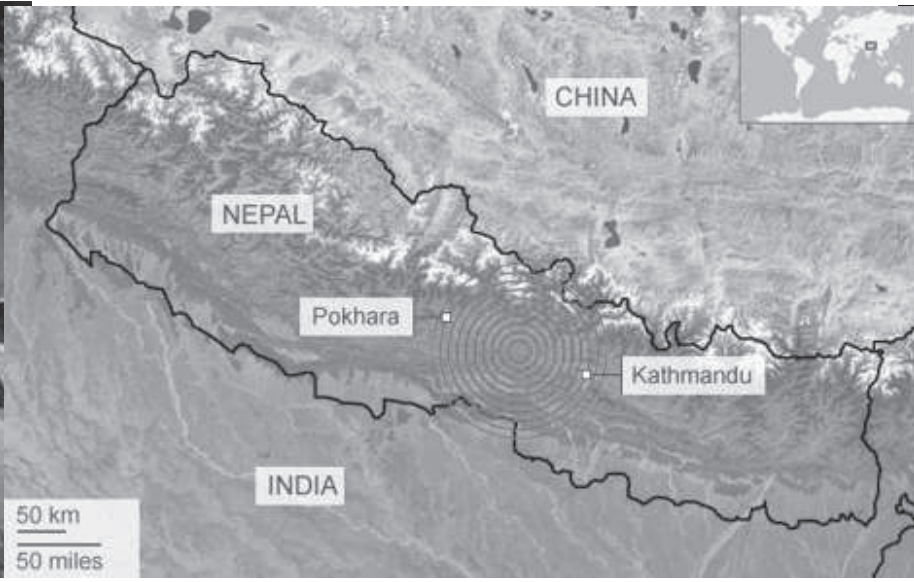 CHINA
NEPAL
Pokhara
Kathmandu
INDIA
50 km
50 miles